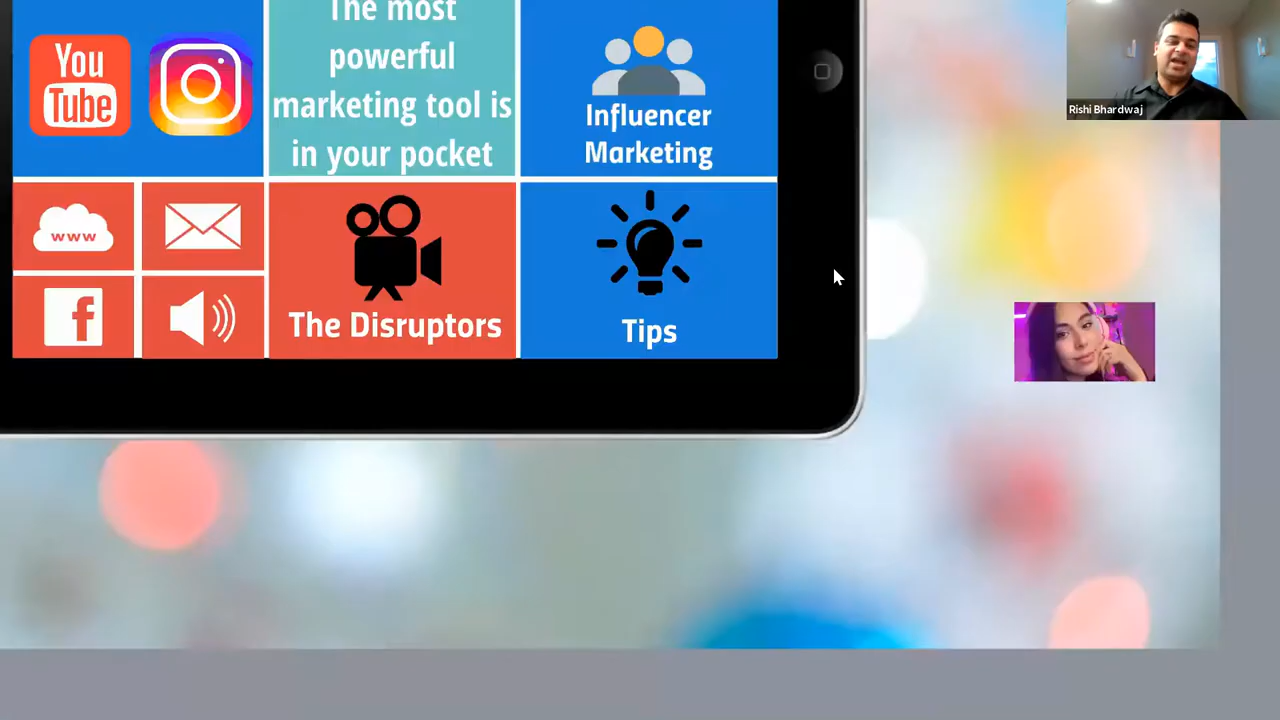 You
Tube
The most
powerful
marketing tool is
in your pocket
Influencer
Marketing
www
f
The Disruptors
Tips
Rishi Bhardwaj